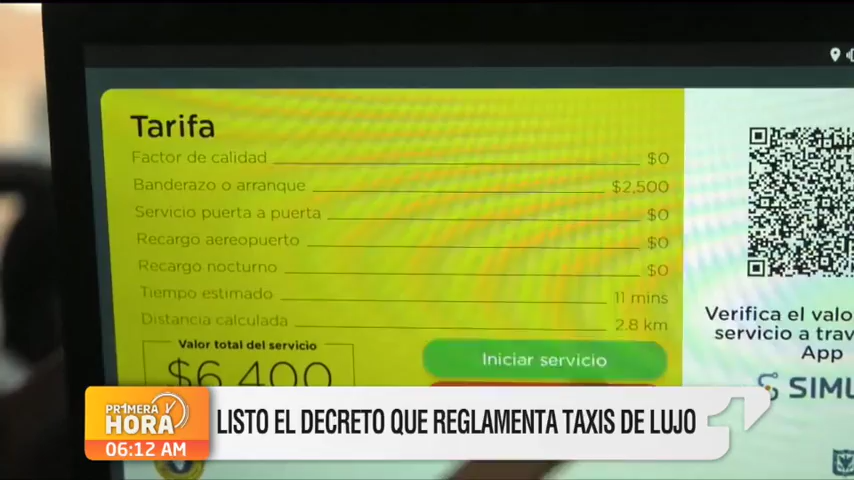 Tarifa
Factor de calidad $0
Banderazo o arranque $2,500
Servicio puerta a puerta $0
Recargo aereopuerto $0
Recargo nocturno $0
Tiempo estimado 11 mins
Distancia calculada 2.8 km
Valor total del servicio
$6,400
Iniciar servicio
Verifica el valo
servicio a trav
App
SIMU
PR1MERA
HORA
06:12 AM
LISTO EL DECRETO QUE REGLAMENTA TAXIS DE LUJO
1